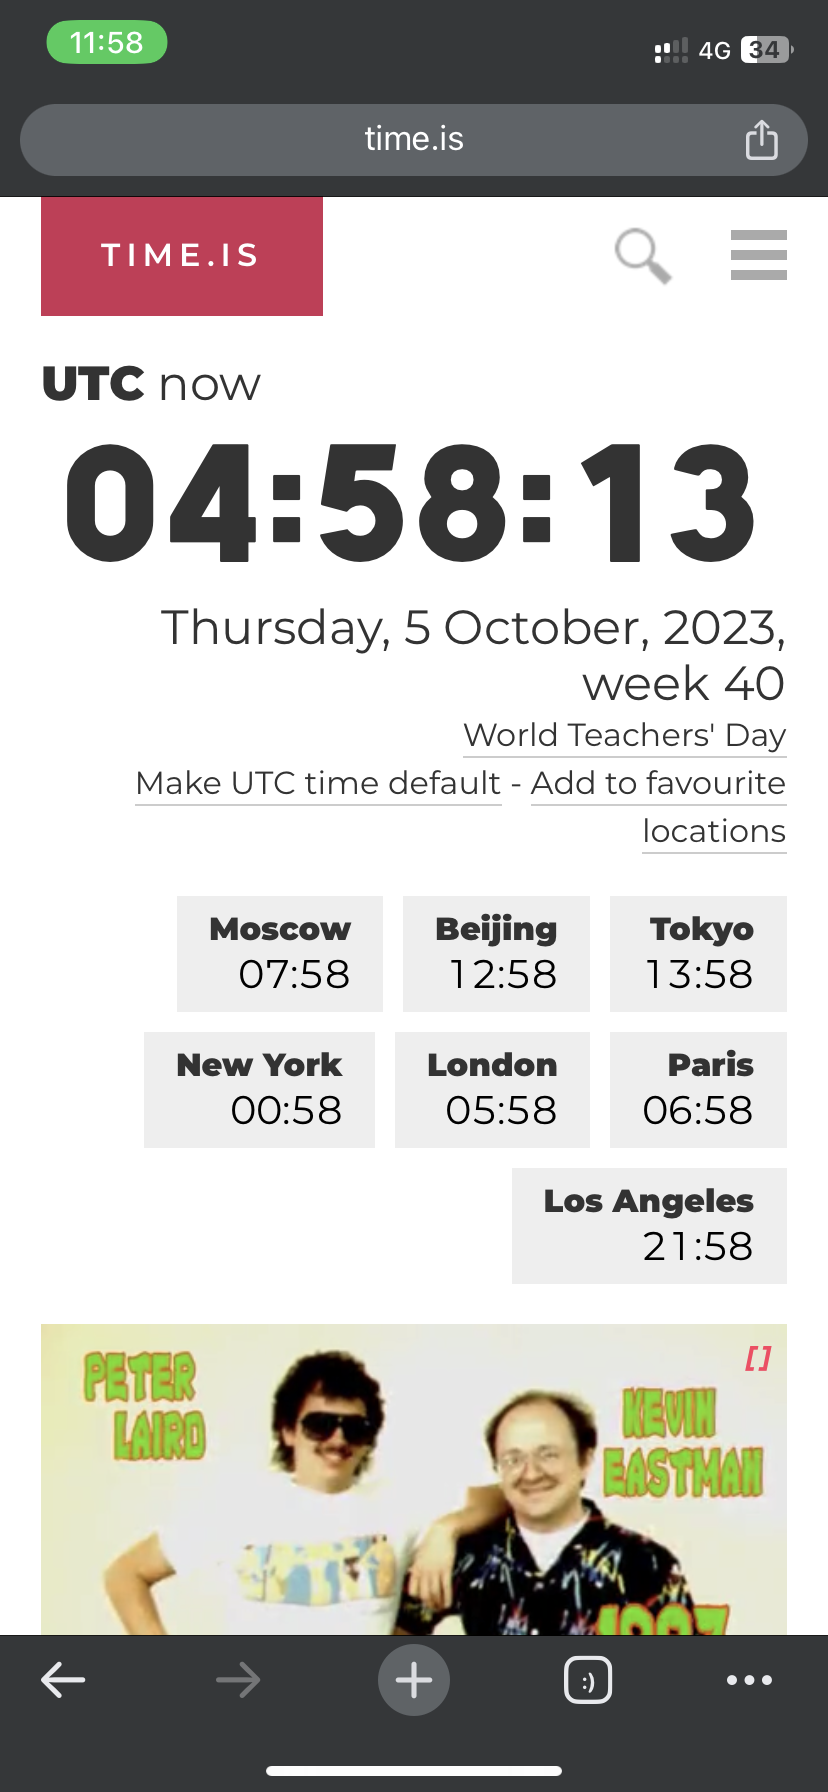 11:58
4G 34
time.is
TIME.IS
UTC now
04:58:13
Thursday, 5 October, 2023,
week 40
World Teachers' Day
Make UTC time default - Add to favourite
locations
Moscow
07:58
Beijing
12:58
Tokyo
13:58
New York
00:58
London
05:58
Paris
06:58
Los Angeles
21:58
[]
PETER
LAIRD
KEVIN
EASTMAN
:)